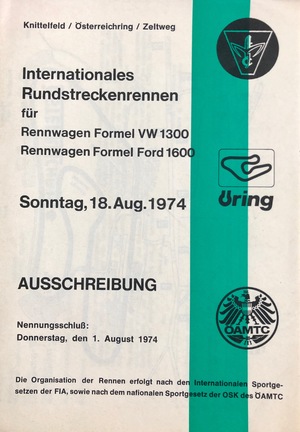 Knittelfeld / Österreichring / Zeltweg
Internationales
Rundstreckenrennen
für
Rennwagen Formel VW 1300
Rennwagen Formel Ford 1600
Sonntag, 18. Aug. 1974
üring
AUSSCHREIBUNG
ÖAMTC
Nennungsschluß:
Donnerstag, den 1. August 1974
Die Organisation der Rennen erfolgt nach den Internationalen Sportge-
setzen der FIA, sowie nach dem nationalen Sportgesetz der OSK des ÖAMTC